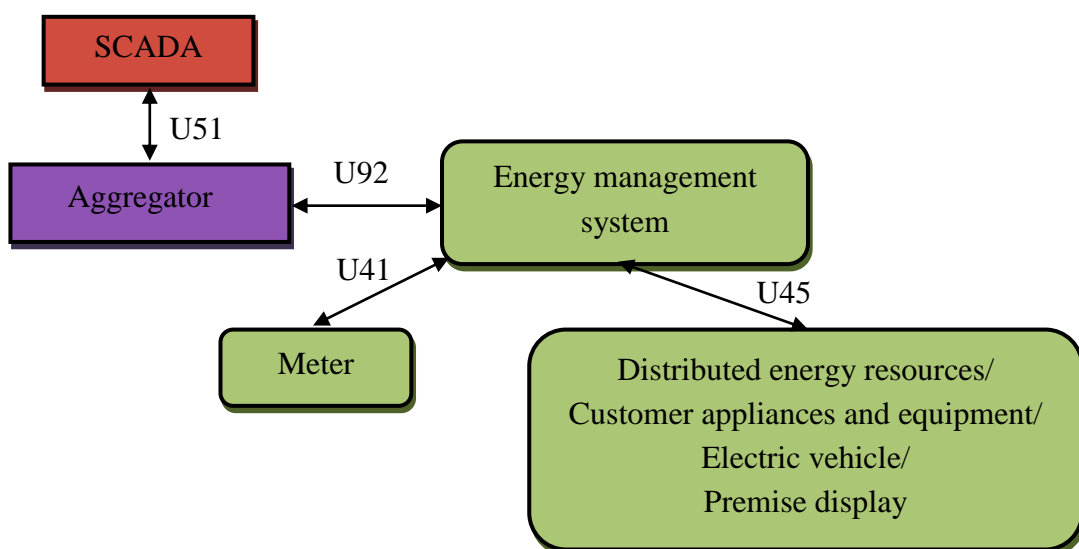 SCADA
U51
Aggregator
U92
Energy management
system
U41
U45
Meter
Distributed energy resources/
Customer appliances and equipment/
Electric vehicle/
Premise display